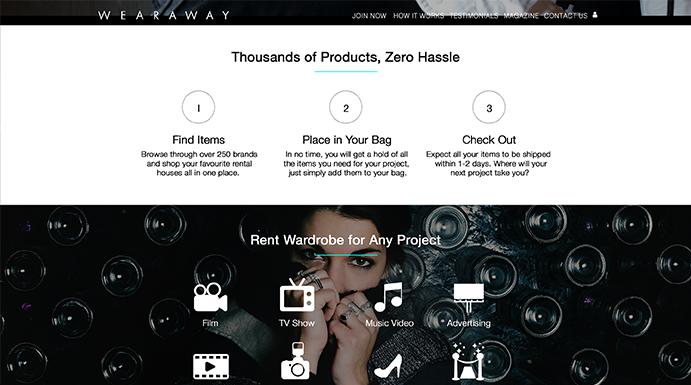 WEARAWAY
JOIN NOW HOW IT WORKS TESTIMONIALS MAGAZINE CONTACT US
Thousands of Products, Zero Hassle
1 2 3
Find Items
Browse through over 250 brands
and shop your favourite rental
houses all in one place.
Place in Your Bag
In no time, you will get a hold of all
the items you need for your project,
just simply add them to your bag.
Check Out
Expect all your items to be shipped
within 1-2 days. Where will your
next project take you?
Rent Wardrobe for Any Project
Film TV Show Music Video Advertising